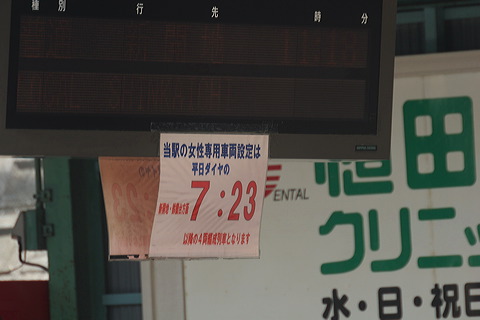 種別 行先 時分
当駅の女性専用車両設定は
平日ダイヤの
7:23
以降の4両編成列車となります
ENTAL
植田
クリニッ
水・日・祝日